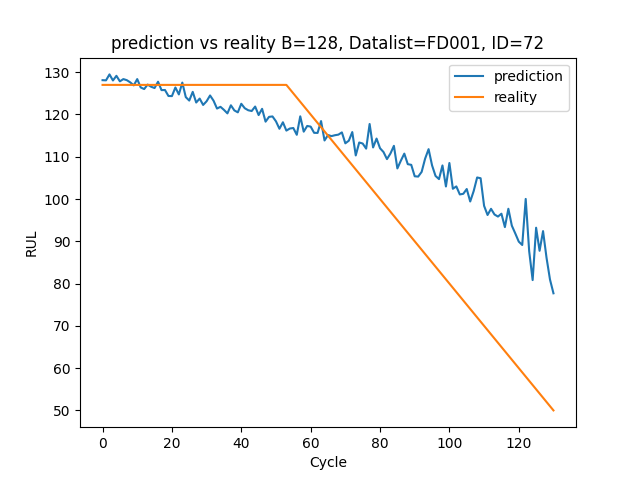 prediction vs reality B=128, Datalist=FD001, ID=72
prediction
reality
RUL
130
120
110
100
90
80
70
60
50
0 20 40 60 80 100 120
Cycle